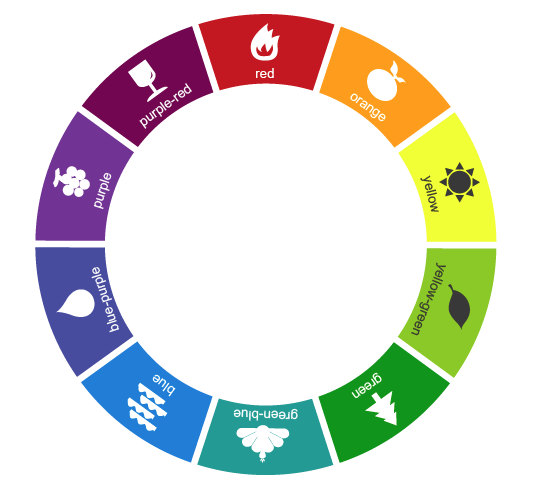 red
orange
yellow
yellow-green
green
green-blue
blue
blue-purple
purple
purple-red